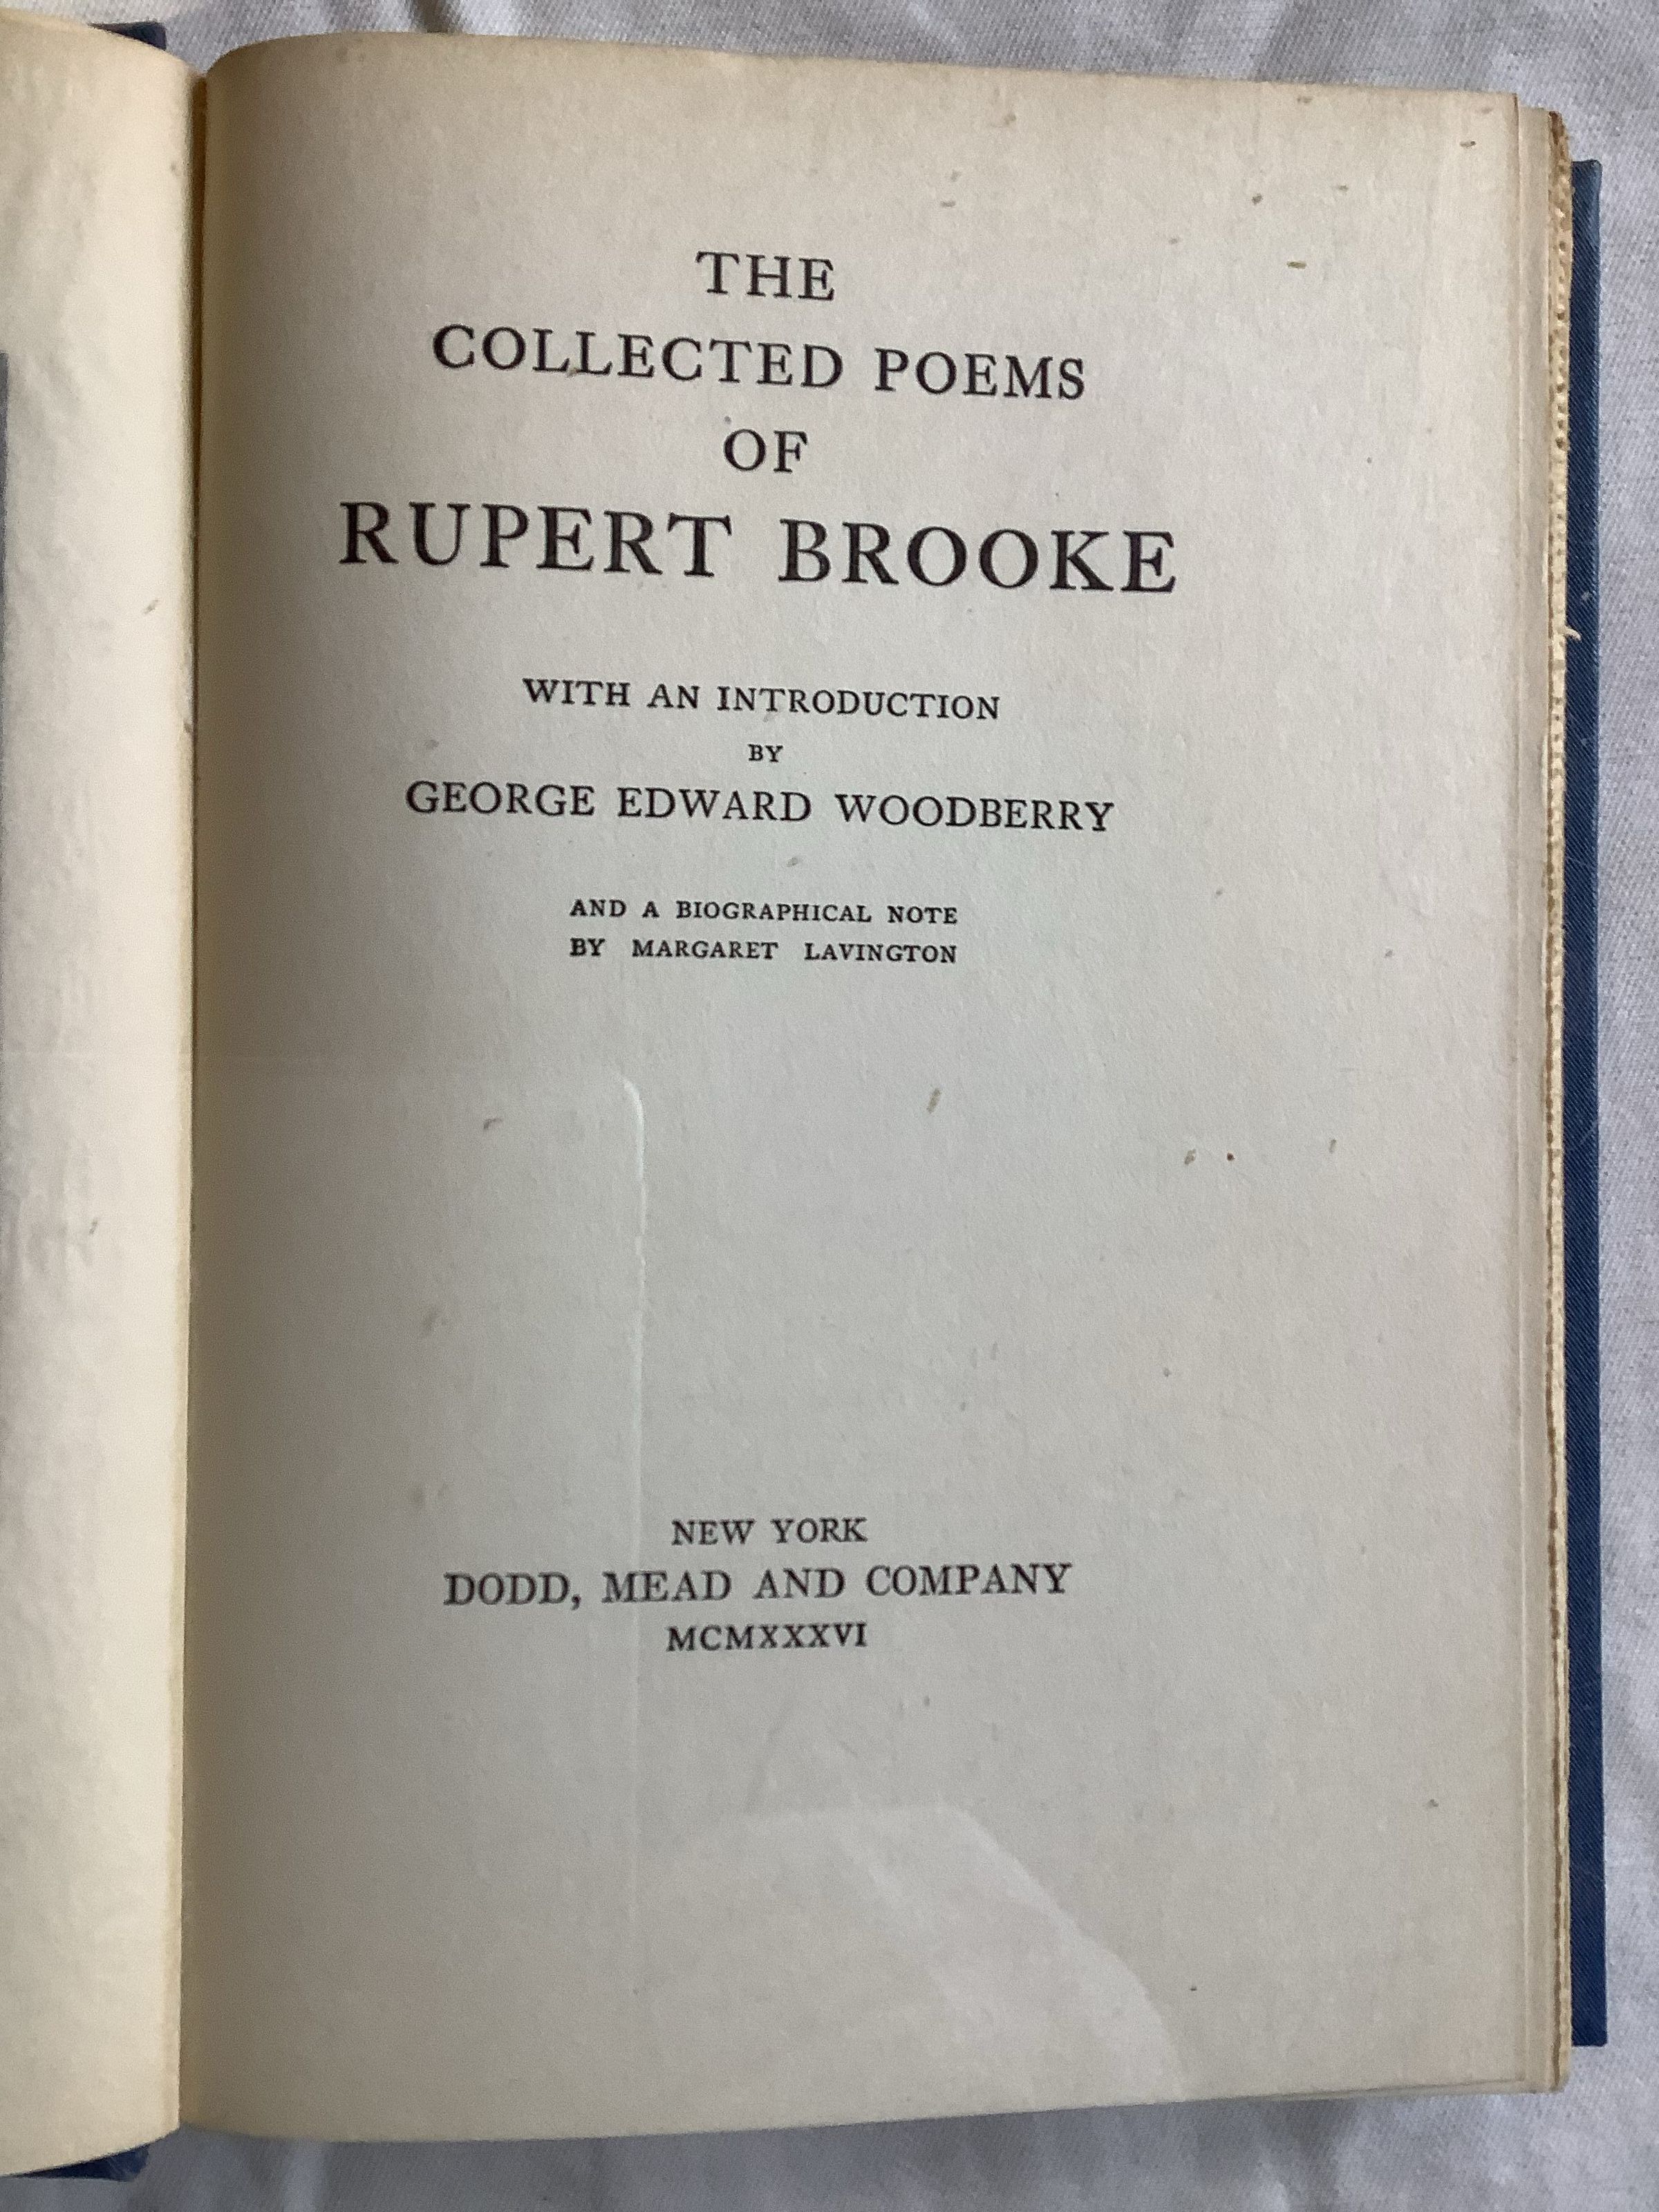 THE
COLLECTED POEMS
OF
RUPERT BROOKE
WITH AN INTRODUCTION
BY
GEORGE EDWARD WOODBERRY
AND A BIOGRAPHICAL NOTE
BY MARGARET LAVINGTON
NEW YORK
DODD, MEAD AND COMPANY
MCMXXXVI